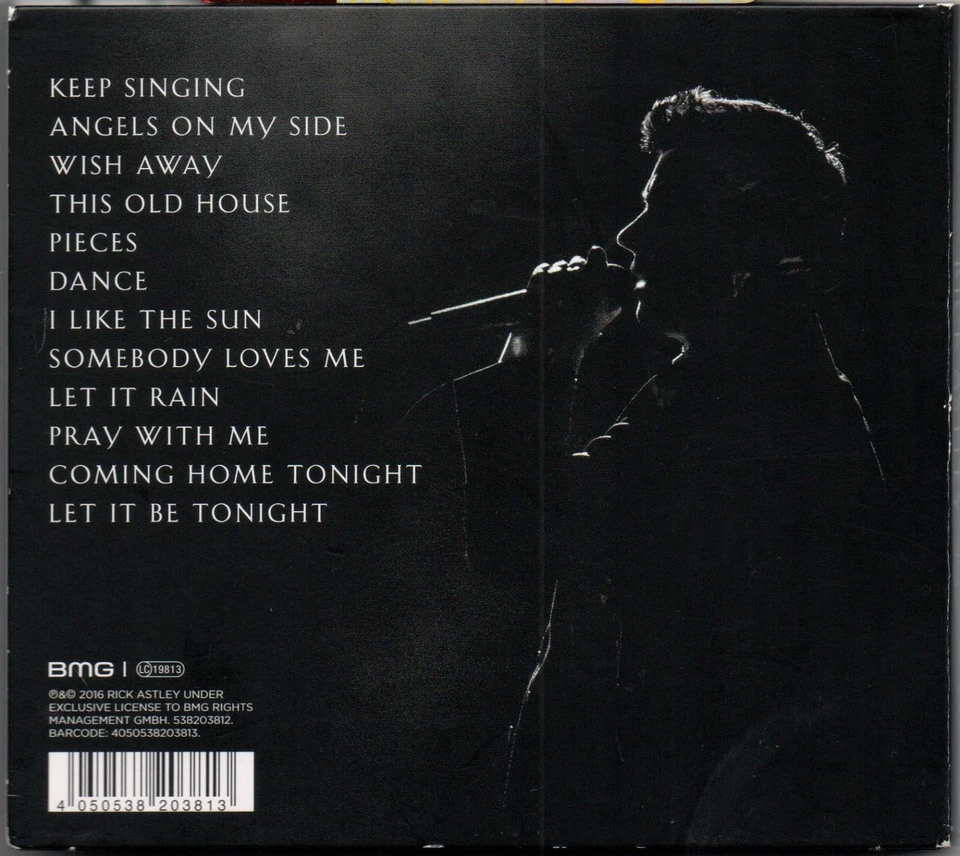 KEEP SINGING
ANGELS ON MY SIDE
WISH AWAY
THIS OLD HOUSE
PIECES
DANCE
I LIKE THE SUN
SOMEBODY LOVES ME
LET IT RAIN
PRAY WITH ME
COMING HOME TONIGHT
LET IT BE TONIGHT
BMG | LC 19813
℗&© 2016 RICK ASTLEY UNDER
EXCLUSIVE LICENSE TO BMG RIGHTS
MANAGEMENT GMBH. 538203812.
BARCODE: 4050538203813.
4 050538 203813